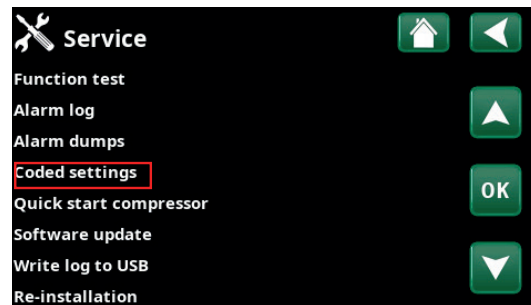 Service
Function test
Alarm log
Alarm dumps
Coded settings
Quick start compressor
OK
Software update
Write log to USB
Re-installation